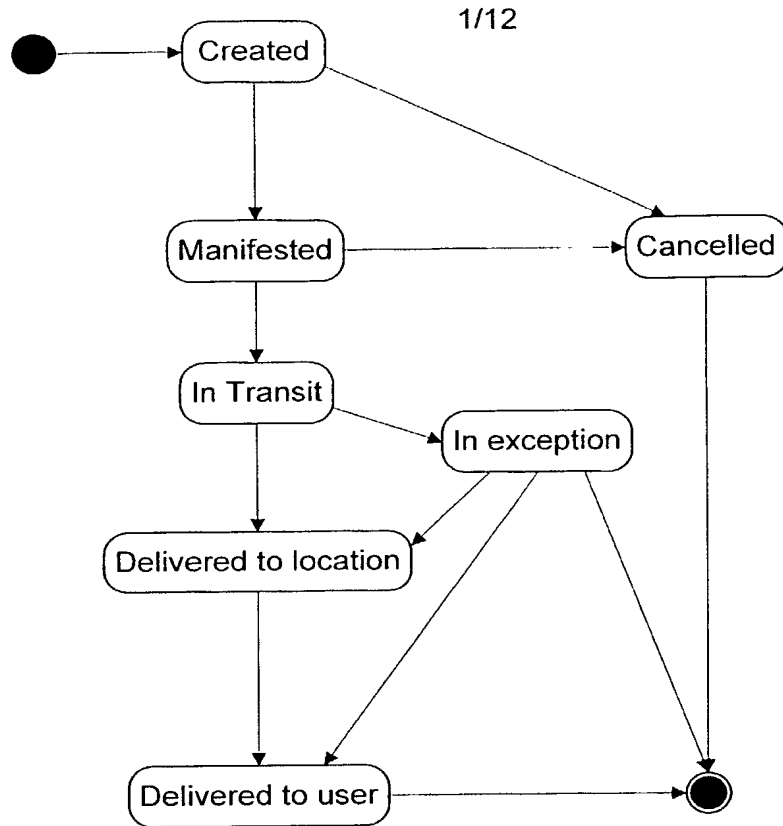 1/12
Created
Manifested
Cancelled
In Transit
In exception
Delivered to location
Delivered to user